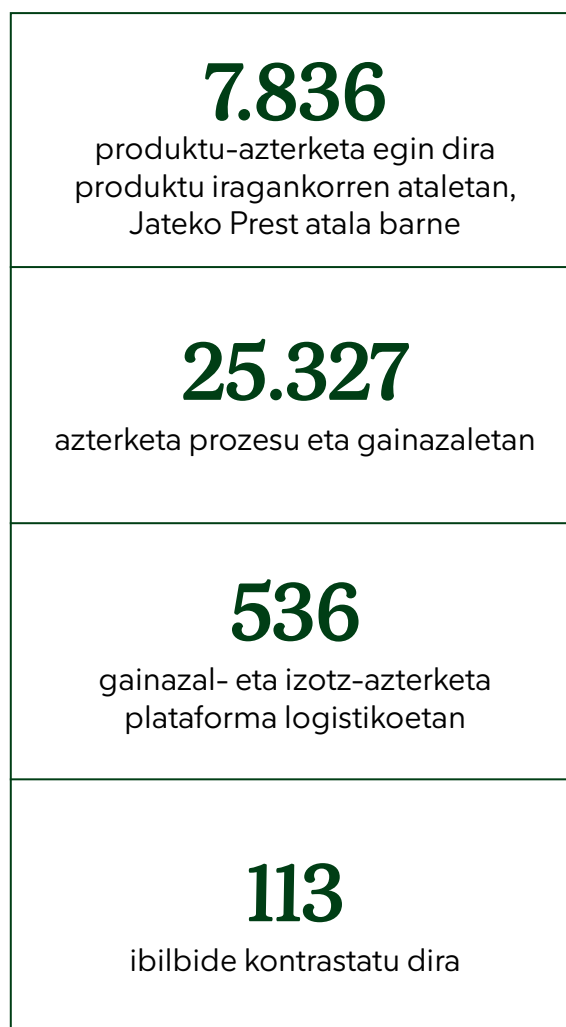 7.836
produktu-azterketa egin dira
produktu iragankorren ataletan,
Jateko Prest atala barne
25.327
azterketa prozesu eta gainazaletan
536
gainazal- eta izotz-azterketa
plataforma logistikoetan
113
ibilbide kontrastatu dira